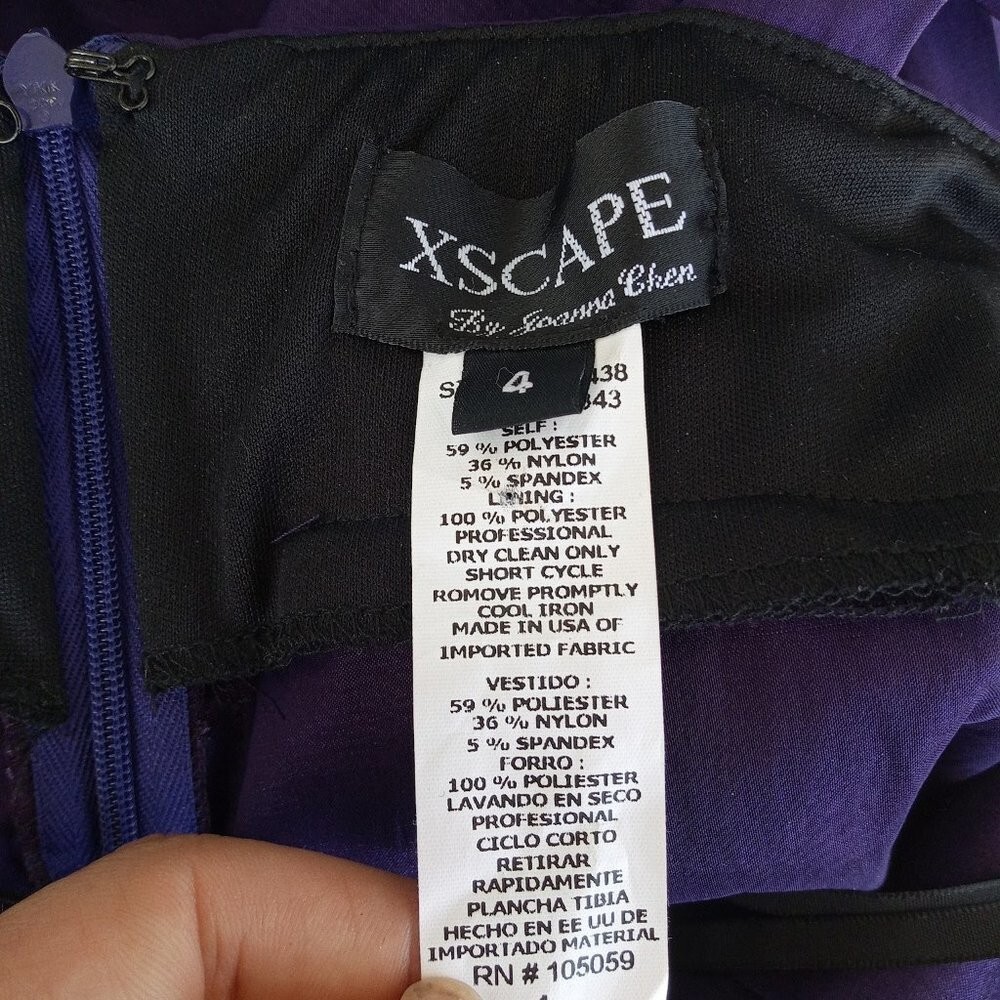 XSCAPE
By Joanna Chen
4
438
343
SELF :
59 % POLYESTER
36 % NYLON
5 % SPANDEX
LINING :
100 % POLYESTER
PROFESSIONAL
DRY CLEAN ONLY
SHORT CYCLE
ROMOVE PROMPTLY
COOL IRON
MADE IN USA OF
IMPORTED FABRIC
VESTIDO :
59 % POLIESTER
36 % NYLON
5 % SPANDEX
FORRO :
100 % POLIESTER
LAVANDO EN SECO
PROFESIONAL
CICLO CORTO
RETIRAR
RAPIDAMENTE
PLANCHA TIBIA
HECHO EN EE UU DE
IMPORTADO MATERIAL
RN # 105059